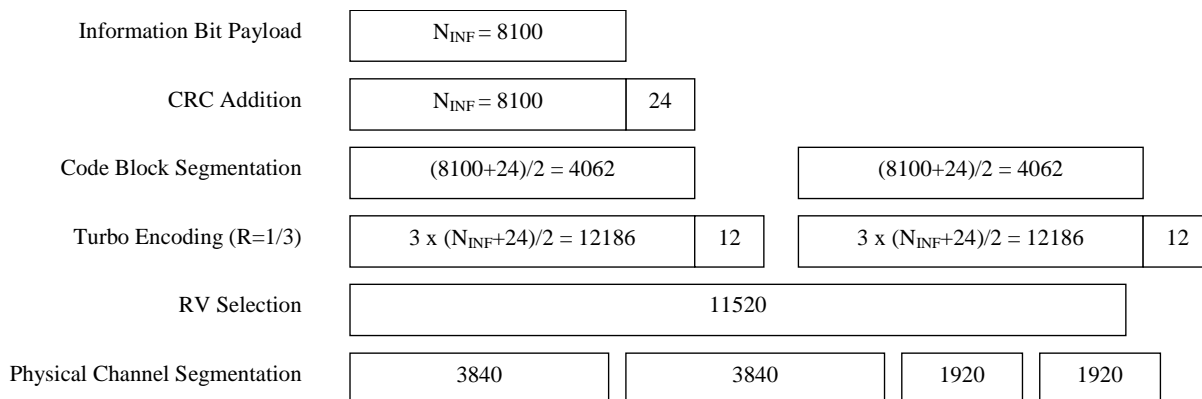 Information Bit Payload N_INF = 8100
CRC Addition N_INF = 8100 24
Code Block Segmentation (8100+24)/2 = 4062 (8100+24)/2 = 4062
Turbo Encoding (R=1/3) 3 x (N_INF+24)/2 = 12186 12 3 x (N_INF+24)/2 = 12186 12
RV Selection 11520
Physical Channel Segmentation 3840 3840 1920 1920